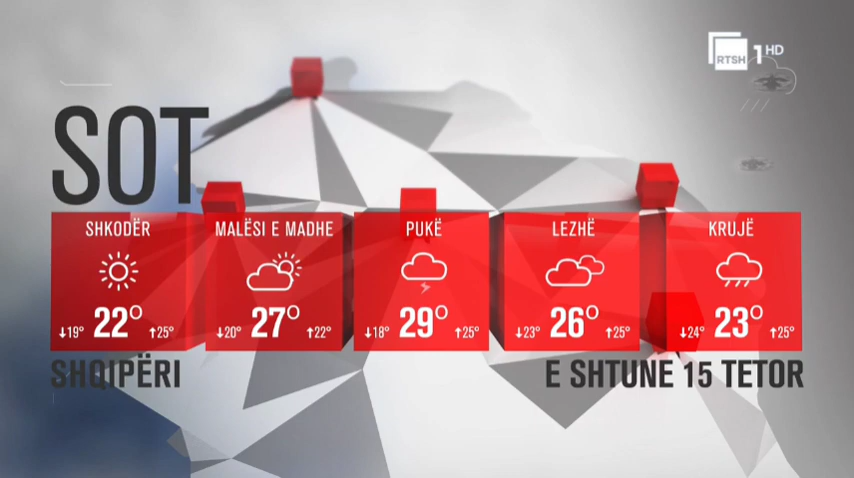 RTSH 1 HD
SOT
SHKODËR
↓19° 22° ↑25°
MALËSI E MADHE
↓20° 27° ↑22°
PUKË
↓18° 29° ↑25°
LEZHË
↓23° 26° ↑25°
KRUJË
↓24° 23° ↑25°
SHQIPËRI
E SHTUNE 15 TETOR